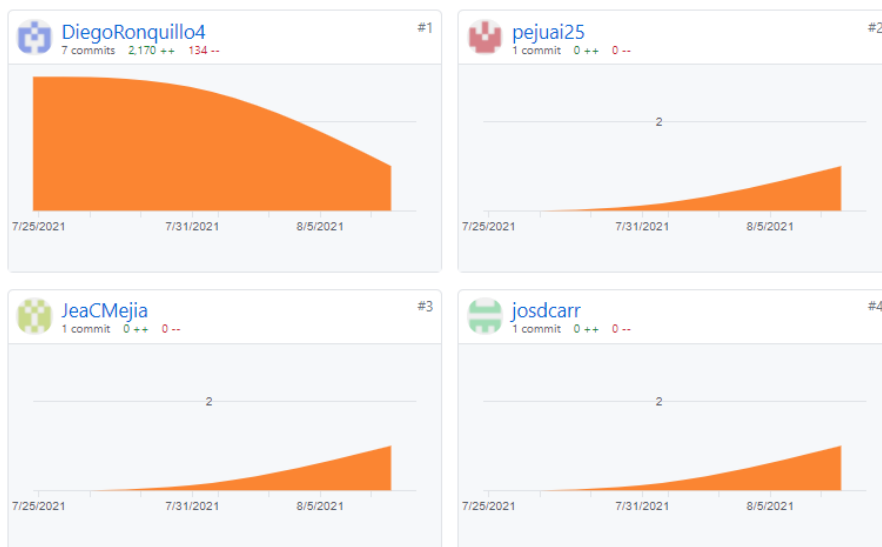 DiegoRonquillo4 #1
7 commits 2,170 ++ 134 --
7/25/2021 7/31/2021 8/5/2021
pejuai25 #2
1 commit 0 ++ 0 --
2
7/25/2021 7/31/2021 8/5/2021
JeaCMejia #3
1 commit 0 ++ 0 --
2
7/25/2021 7/31/2021 8/5/2021
josdcarr #4
1 commit 0 ++ 0 --
2
7/25/2021 7/31/2021 8/5/2021